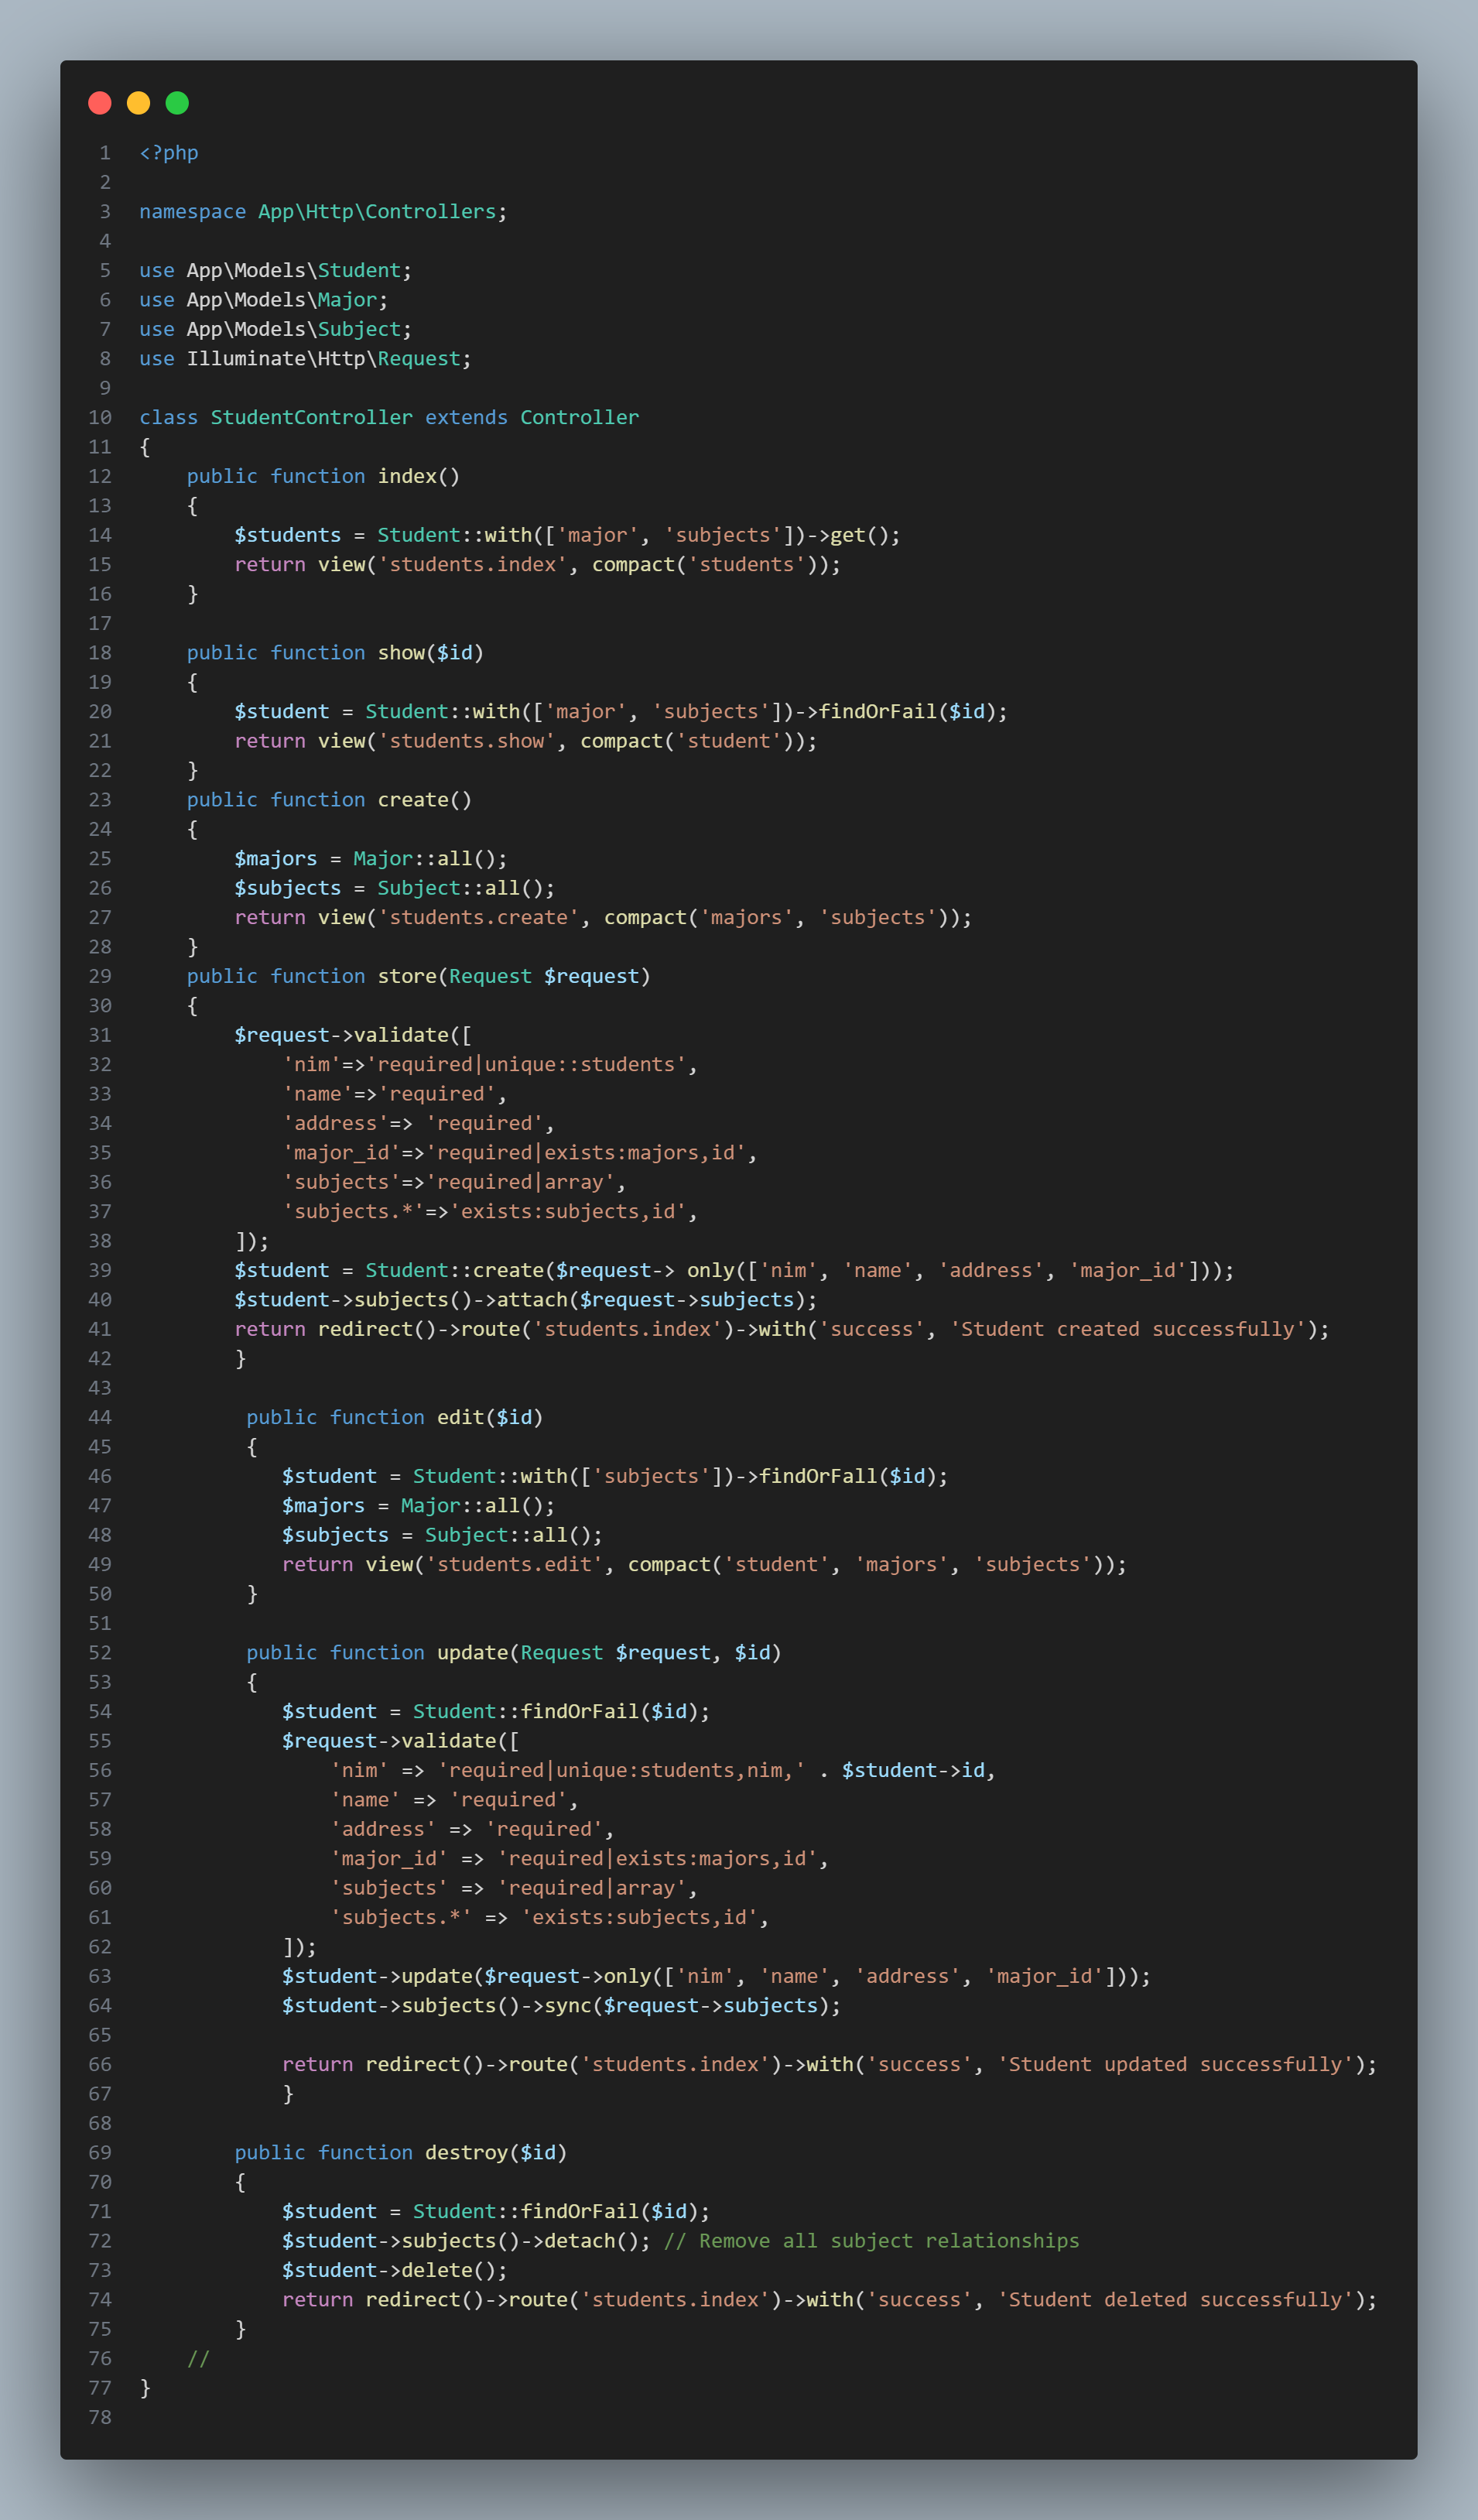 1 <?php
2
3 namespace App\Http\Controllers;
4
5 use App\Models\Student;
6 use App\Models\Major;
7 use App\Models\Subject;
8 use Illuminate\Http\Request;
9
10 class StudentController extends Controller
11 {
12     public function index()
13     {
14         $students = Student::with(['major', 'subjects'])->get();
15         return view('students.index', compact('students'));
16     }
17
18     public function show($id)
19     {
20         $student = Student::with(['major', 'subjects'])->findOrFail($id);
21         return view('students.show', compact('student'));
22     }
23     public function create()
24     {
25         $majors = Major::all();
26         $subjects = Subject::all();
27         return view('students.create', compact('majors', 'subjects'));
28     }
29     public function store(Request $request)
30     {
31         $request->validate([
32             'nim'=>'required|unique::students',
33             'name'=>'required',
34             'address'=> 'required',
35             'major_id'=>'required|exists:majors,id',
36             'subjects'=>'required|array',
37             'subjects.*'=>'exists:subjects,id',
38         ]);
39         $student = Student::create($request-> only(['nim', 'name', 'address', 'major_id']));
40         $student->subjects()->attach($request->subjects);
41         return redirect()->route('students.index')->with('success', 'Student created successfully');
42         }
43
44          public function edit($id)
45          {
46             $student = Student::with(['subjects'])->findOrFall($id);
47             $majors = Major::all();
48             $subjects = Subject::all();
49             return view('students.edit', compact('student', 'majors', 'subjects'));
50          }
51
52          public function update(Request $request, $id)
53          {
54             $student = Student::findOrFail($id);
55             $request->validate([
56                 'nim' => 'required|unique:students,nim,' . $student->id,
57                 'name' => 'required',
58                 'address' => 'required',
59                 'major_id' => 'required|exists:majors,id',
60                 'subjects' => 'required|array',
61                 'subjects.*' => 'exists:subjects,id',
62             ]);
63             $student->update($request->only(['nim', 'name', 'address', 'major_id']));
64             $student->subjects()->sync($request->subjects);
65
66             return redirect()->route('students.index')->with('success', 'Student updated successfully');
67             }
68
69         public function destroy($id)
70         {
71             $student = Student::findOrFail($id);
72             $student->subjects()->detach(); // Remove all subject relationships
73             $student->delete();
74             return redirect()->route('students.index')->with('success', 'Student deleted successfully');
75         }
76     //
77 }
78